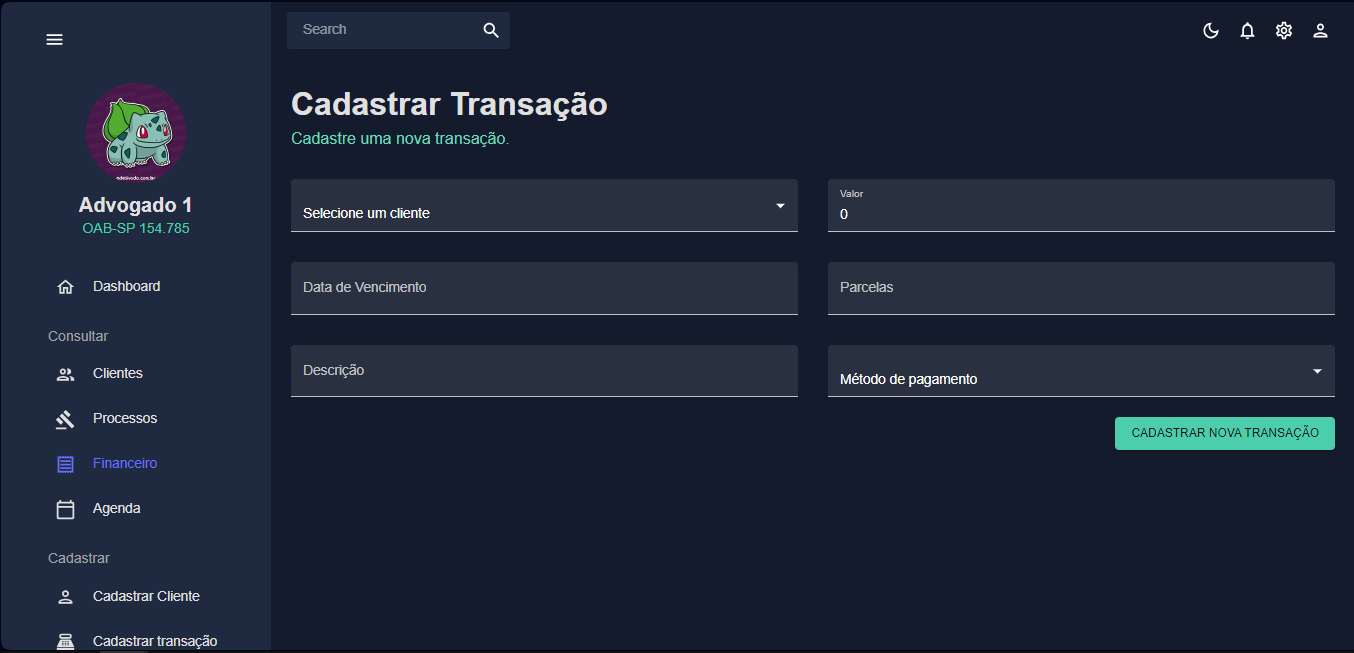 Search
Advogado 1
OAB-SP 154.785
Dashboard
Consultar
Clientes
Processos
Financeiro
Agenda
Cadastrar
Cadastrar Cliente
Cadastrar transação
Cadastrar Transação
Cadastre uma nova transação.
Selecione um cliente
Valor
0
Data de Vencimento
Parcelas
Descrição
Método de pagamento
CADASTRAR NOVA TRANSAÇÃO